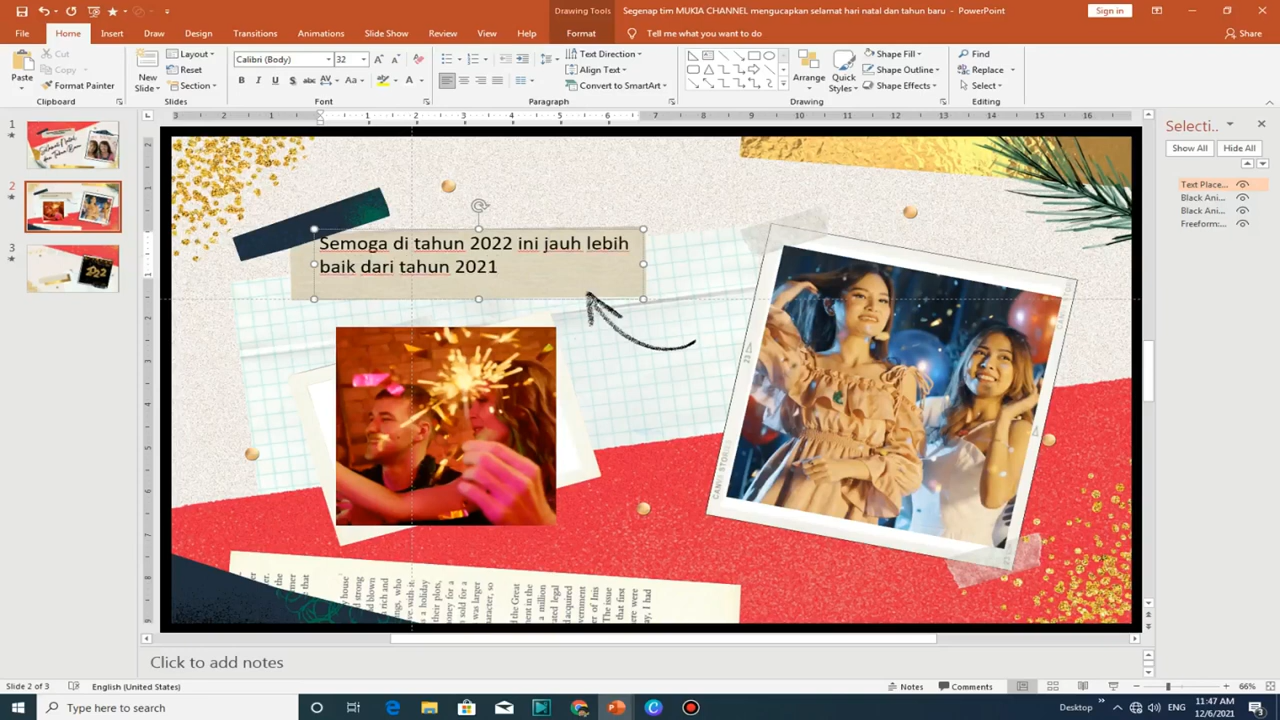 Drawing Tools
Segenap tim MUKIA CHANNEL mengucapkan selamat hari natal dan tahun baru - PowerPoint
Sign in
File Home Insert Draw Design Transitions Animations Slide Show Review View Help Format Tell me what you want to do Share
Paste
Cut
Copy
Format Painter
Clipboard
New Slide
Layout
Reset
Section
Slides
Calibri (Body) 32
Font
Text Direction
Align Text
Convert to SmartArt
Paragraph
Arrange
Quick Styles
Shape Fill
Shape Outline
Shape Effects
Drawing
Find
Replace
Select
Editing
1
2
3
Semoga di tahun 2022 ini jauh lebih
baik dari tahun 2021
23
CANVA STORIES
Selecti...
Show All Hide All
Text Place...
Black Ani...
Black Ani...
Freeform:...
Click to add notes
Slide 2 of 3 English (United States) Notes Comments 66%
Type here to search
Desktop
11:47 AM
12/6/2021